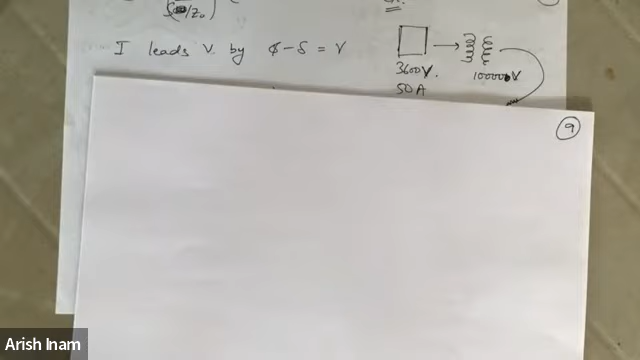 I leads V by φ-δ = γ
3600V.
50A
100000V
9
Arish Inam